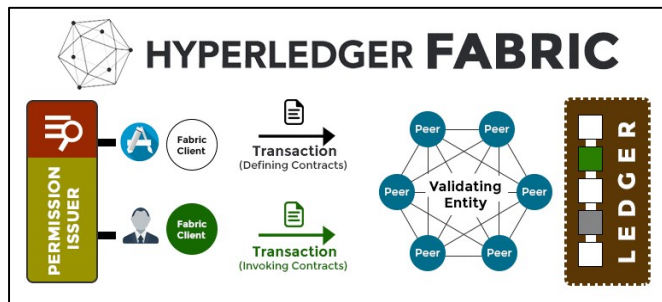 HYPERLEDGER FABRIC
PERMISSION
ISSUER
Fabric
Client
Transaction
(Defining Contracts)
Fabric
Client
Transaction
(Invoking Contracts)
Peer
Peer
Peer
Validating
Entity
Peer
Peer
Peer
LEDGER